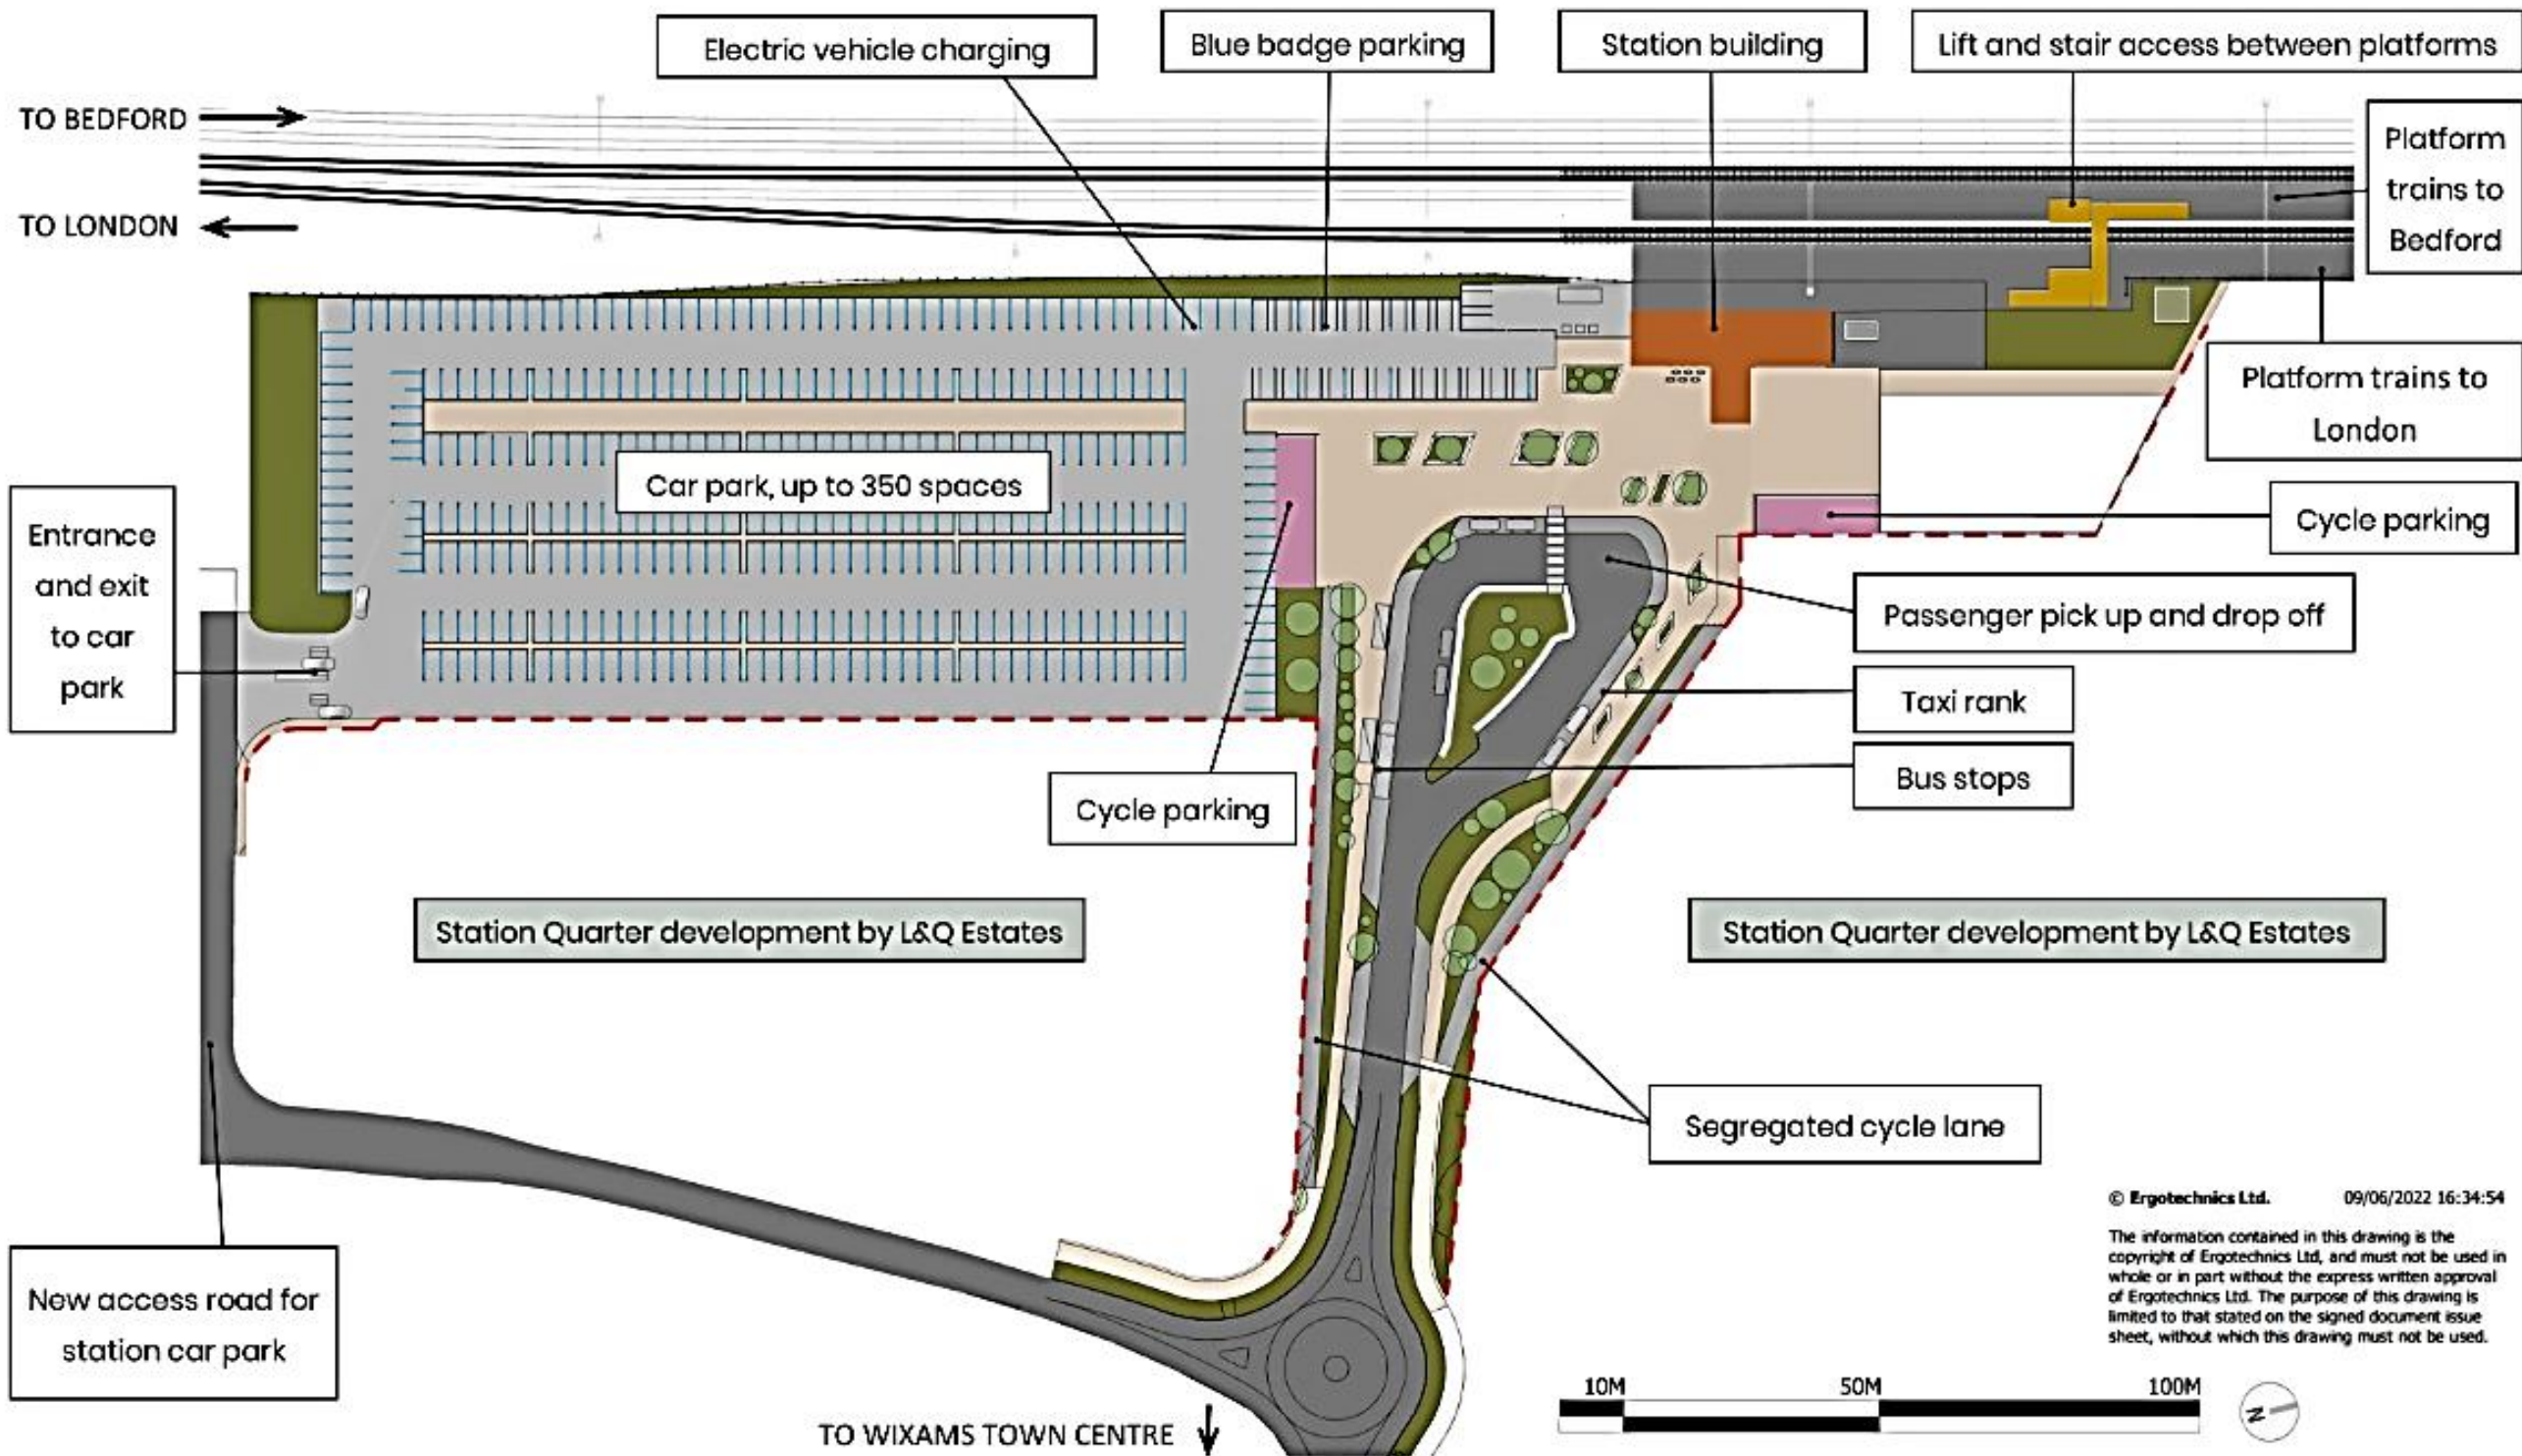 Electric vehicle charging
Blue badge parking
Station building
Lift and stair access between platforms
TO BEDFORD
Platform
trains to
Bedford
TO LONDON
Platform trains to
London
Car park, up to 350 spaces
Entrance
and exit
to car
park
Cycle parking
Passenger pick up and drop off
Taxi rank
Bus stops
Cycle parking
Station Quarter development by L&Q Estates
Station Quarter development by L&Q Estates
Segregated cycle lane
New access road for
station car park
© Ergotechnics Ltd. 09/06/2022 16:34:54
The information contained in this drawing is the
copyright of Ergotechnics Ltd, and must not be used in
whole or in part without the express written approval
of Ergotechnics Ltd. The purpose of this drawing is
limited to that stated on the signed document issue
sheet, without which this drawing must not be used.
10M 50M 100M
N
TO WIXAMS TOWN CENTRE